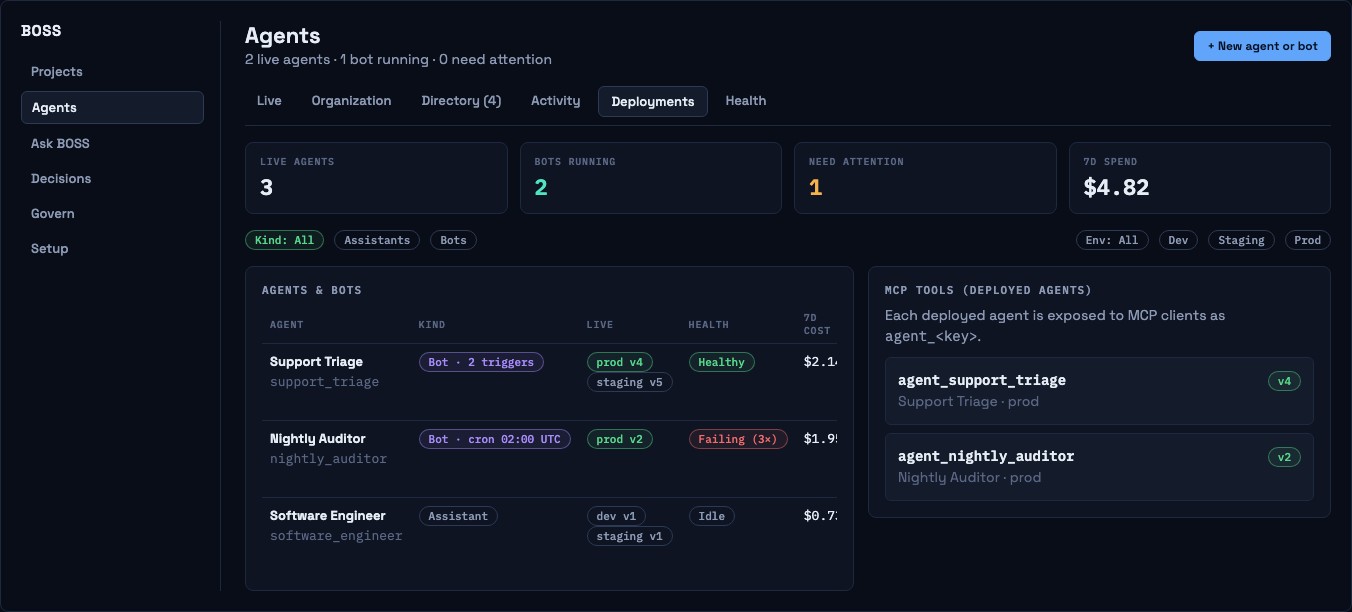 BOSS
Projects
Agents
Ask BOSS
Decisions
Govern
Setup
Agents
2 live agents · 1 bot running · 0 need attention
+ New agent or bot
Live Organization Directory (4) Activity Deployments Health
LIVE AGENTS
3
BOTS RUNNING
2
NEED ATTENTION
1
7D SPEND
$4.82
Kind: All Assistants Bots
Env: All Dev Staging Prod
AGENTS & BOTS
AGENT KIND LIVE HEALTH 7D COST
Support Triage Bot · 2 triggers prod v4 Healthy
support_triage staging v5
Nightly Auditor Bot · cron 02:00 UTC prod v2 Failing (3×)
nightly_auditor
Software Engineer Assistant dev v1 Idle
software_engineer staging v1
MCP TOOLS (DEPLOYED AGENTS)
Each deployed agent is exposed to MCP clients as
agent_<key>.
agent_support_triage v4
Support Triage · prod
agent_nightly_auditor v2
Nightly Auditor · prod